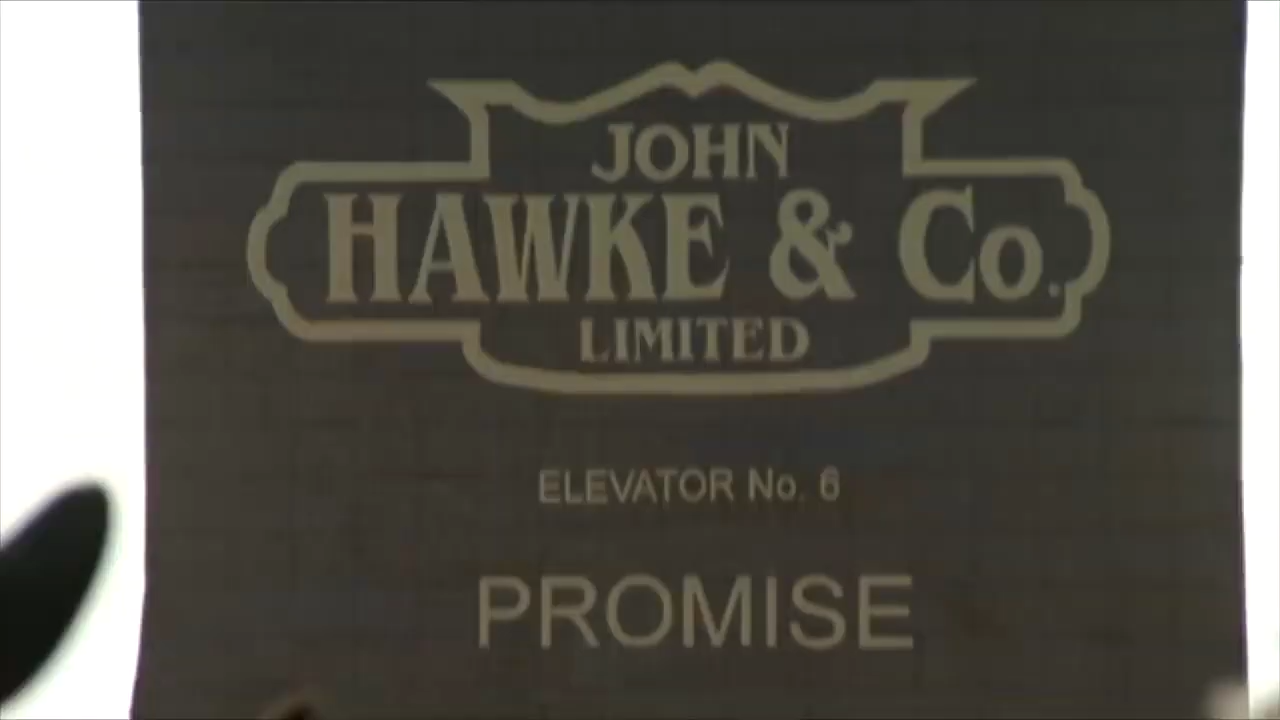 JOHN
HAWKE & Co.
LIMITED
ELEVATOR No. 6
PROMISE